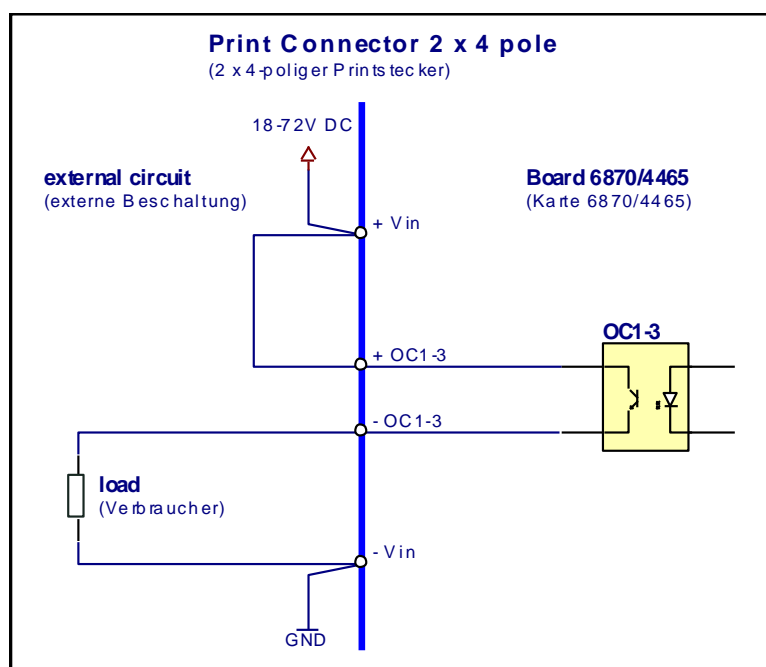 Print Connector 2 x 4 pole
(2 x 4-poliger Printstecker)
18-72V DC
external circuit
(externe Beschaltung)
Board 6870/4465
(Karte 6870/4465)
+ Vin
OC1-3
+ OC1-3
- OC1-3
load
(Verbraucher)
- Vin
GND